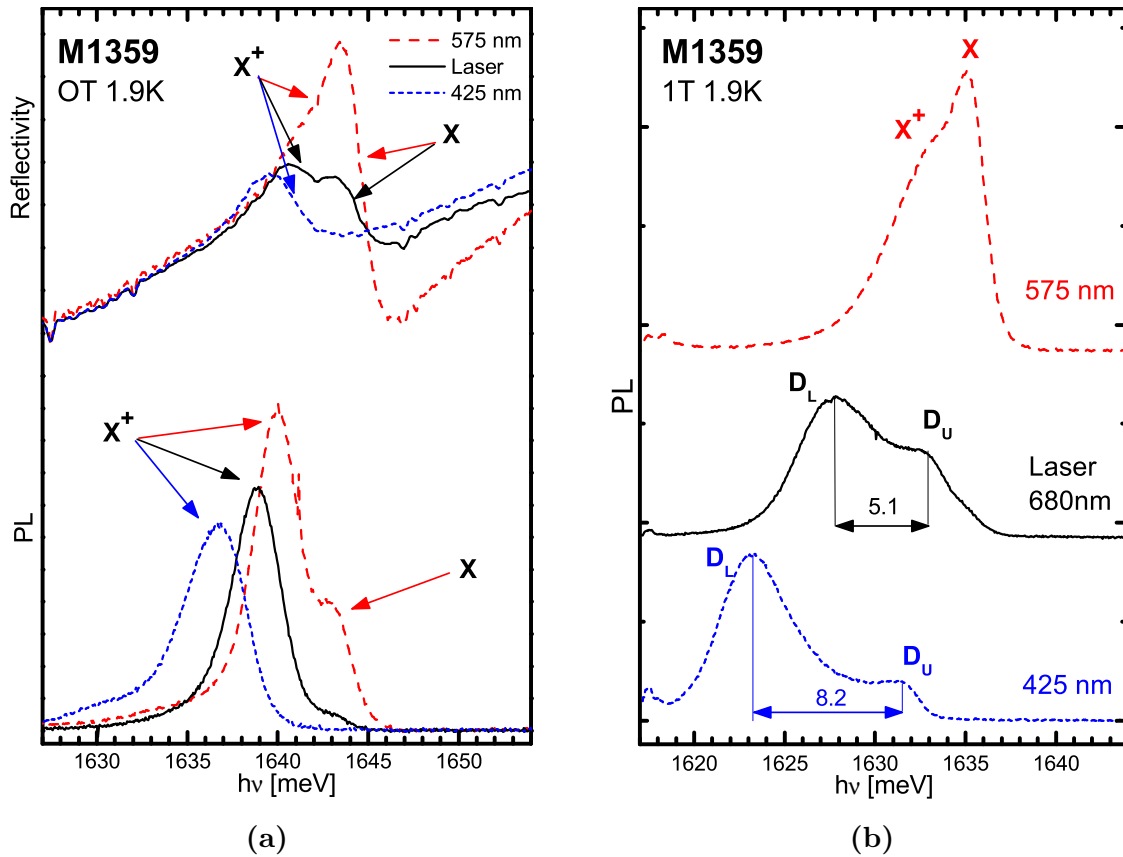 M1359
OT 1.9K
575 nm
Laser
425 nm
X+
X
Reflectivity
X+
X
PL
1630 1635 1640 1645 1650
hν [meV]
(a)
M1359
1T 1.9K
X
X+
575 nm
DL
DU
Laser
680nm
5.1
DL
DU
425 nm
8.2
PL
1620 1625 1630 1635 1640
hν [meV]
(b)